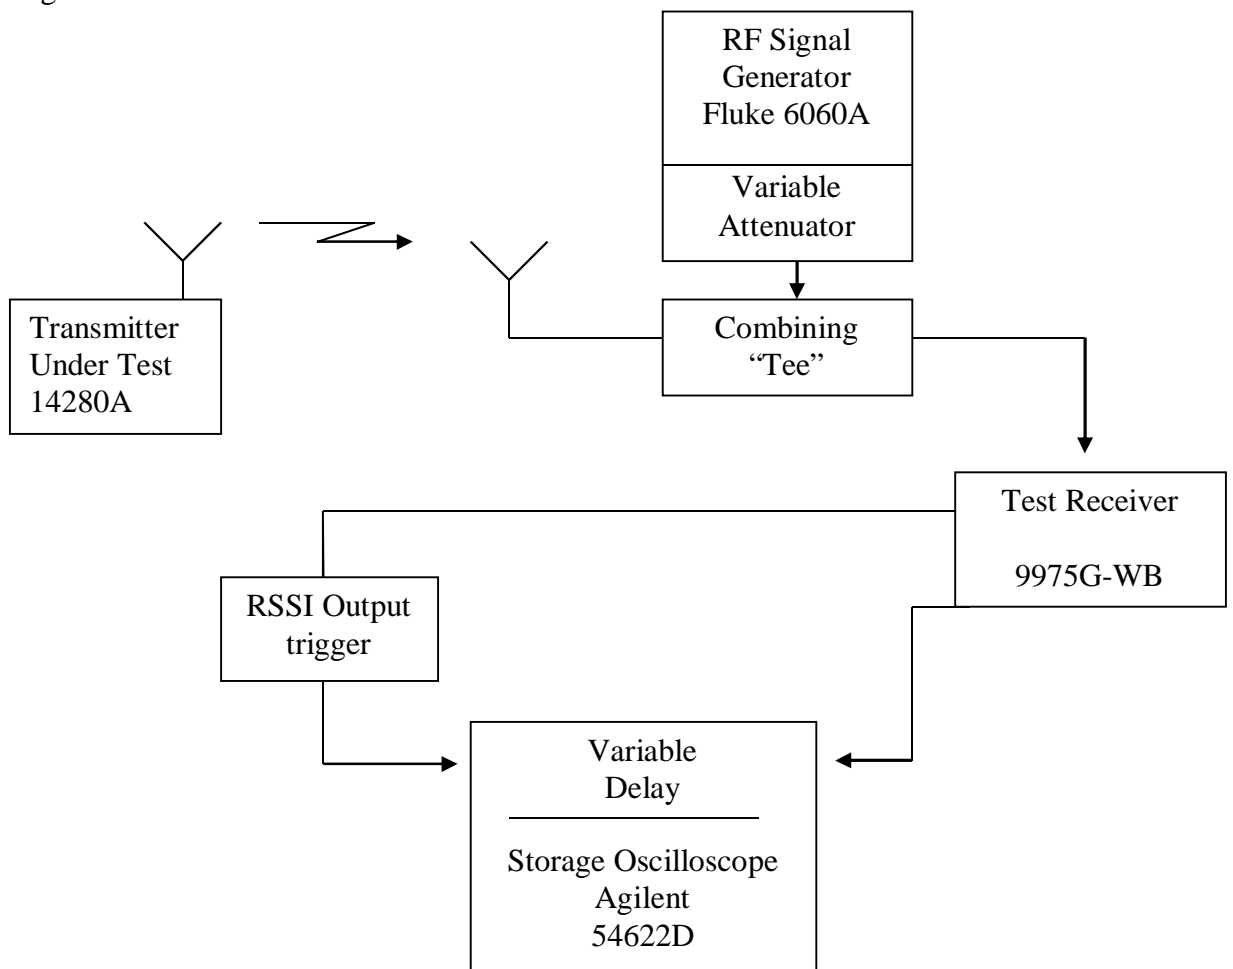 RF Signal
Generator
Fluke 6060A
Variable
Attenuator
Transmitter
Under Test
14280A
Combining
“Tee”
Test Receiver
9975G-WB
RSSI Output
trigger
Variable
Delay
Storage Oscilloscope
Agilent
54622D